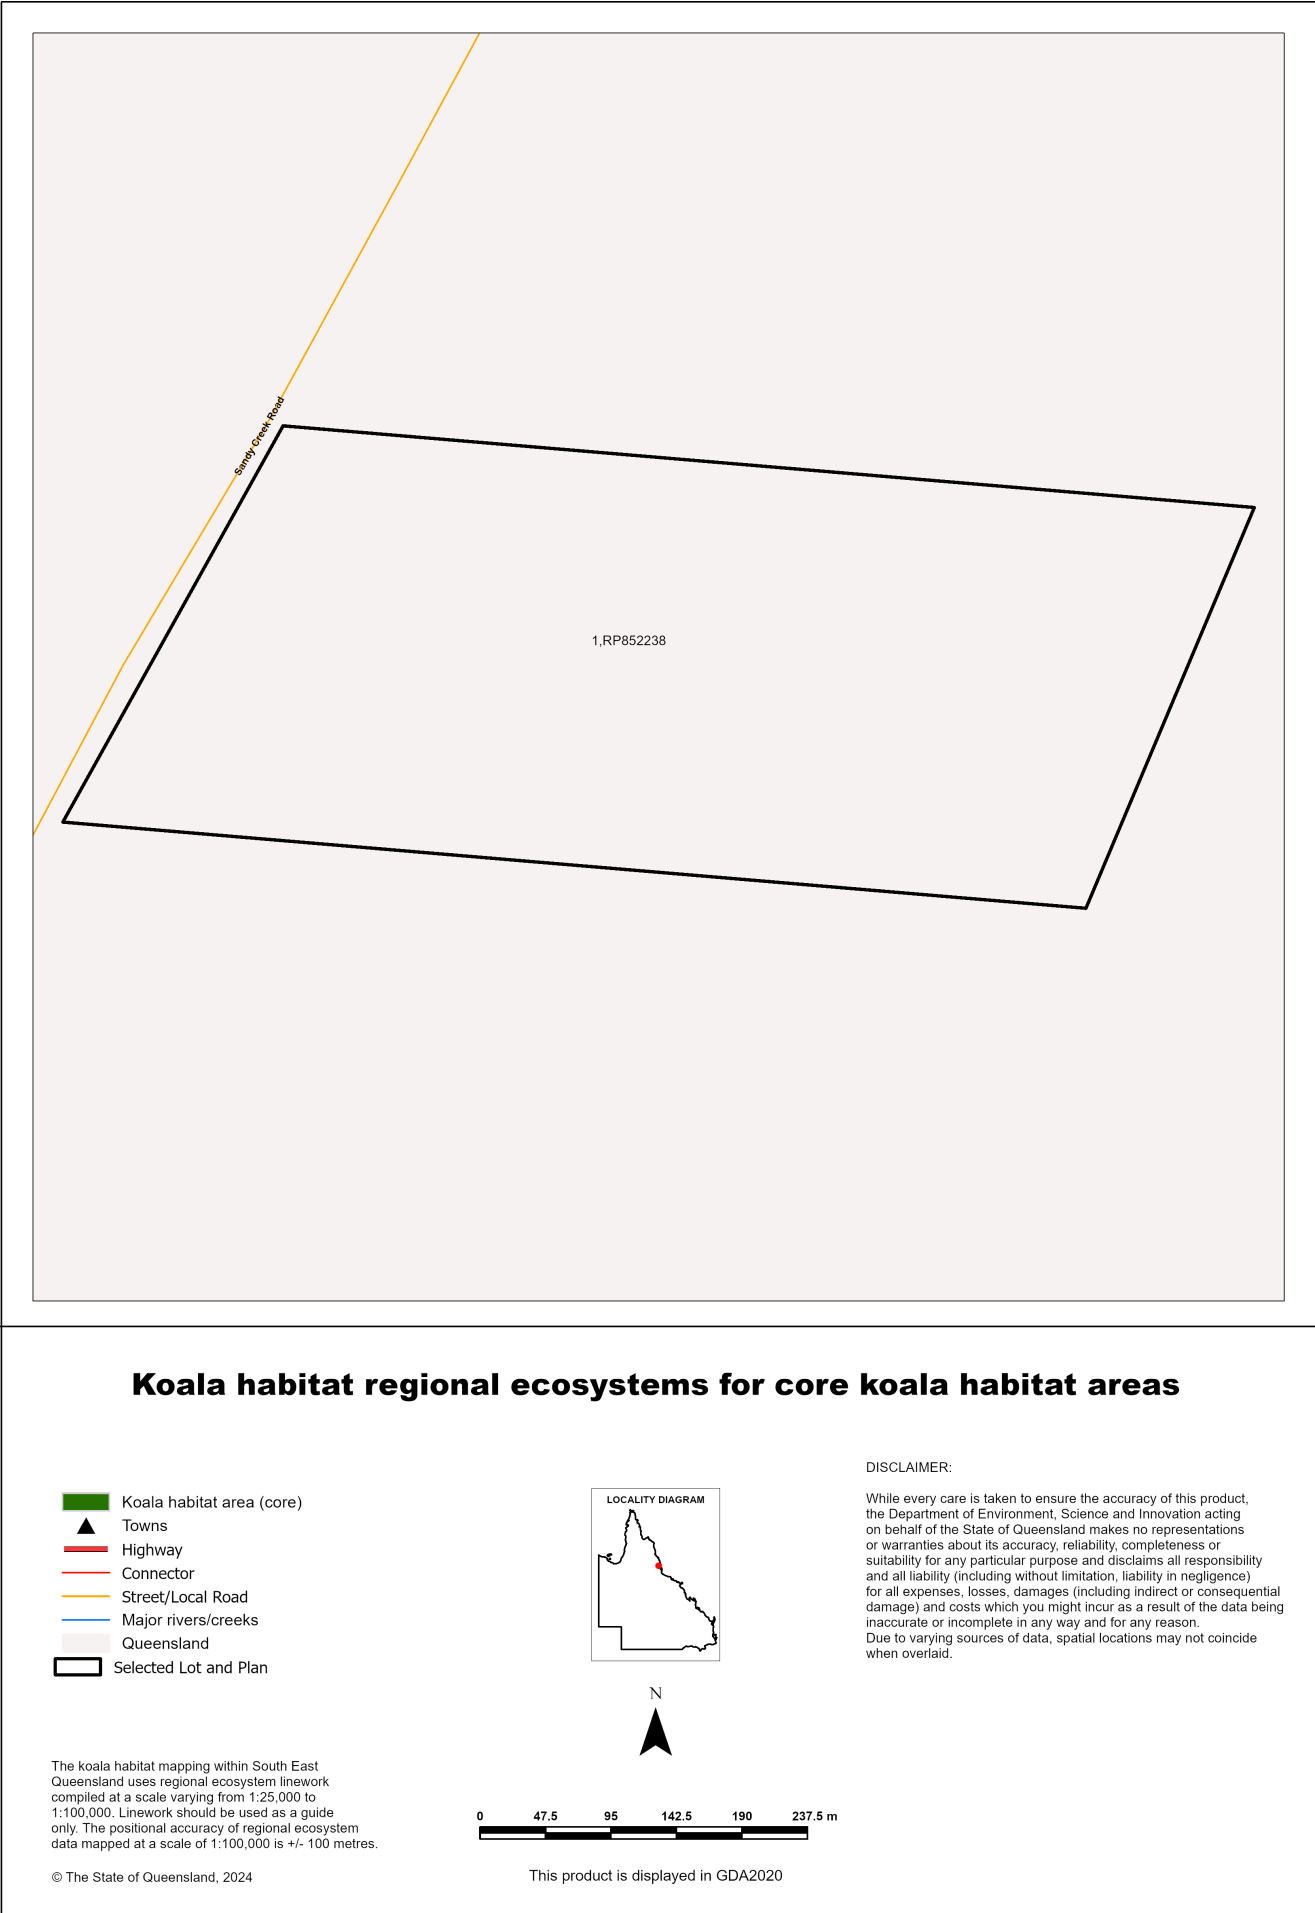 Sandy Creek Road
1,RP852238
Koala habitat regional ecosystems for core koala habitat areas
Koala habitat area (core)
Towns
Highway
Connector
Street/Local Road
Major rivers/creeks
Queensland
Selected Lot and Plan
The koala habitat mapping within South East
Queensland uses regional ecosystem linework
compiled at a scale varying from 1:25,000 to
1:100,000. Linework should be used as a guide
only. The positional accuracy of regional ecosystem
data mapped at a scale of 1:100,000 is +/- 100 metres.
© The State of Queensland, 2024
LOCALITY DIAGRAM
N
0 47.5 95 142.5 190 237.5 m
This product is displayed in GDA2020
DISCLAIMER:
While every care is taken to ensure the accuracy of this product,
the Department of Environment, Science and Innovation acting
on behalf of the State of Queensland makes no representations
or warranties about its accuracy, reliability, completeness or
suitability for any particular purpose and disclaims all responsibility
and all liability (including without limitation, liability in negligence)
for all expenses, losses, damages (including indirect or consequential
damage) and costs which you might incur as a result of the data being
inaccurate or incomplete in any way and for any reason.
Due to varying sources of data, spatial locations may not coincide
when overlaid.